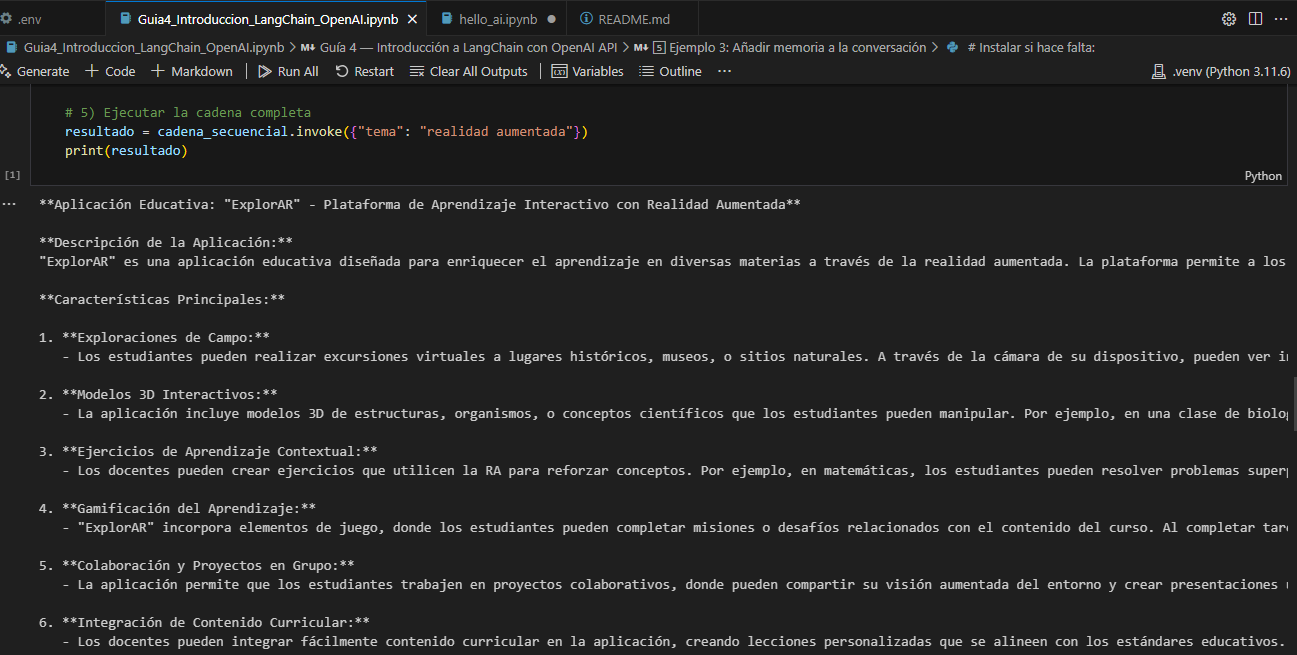 .env
Guia4_Introduccion_LangChain_OpenAI.ipynb
hello_ai.ipynb
README.md
Guia4_Introduccion_LangChain_OpenAI.ipynb > M↓ Guía 4 — Introducción a LangChain con OpenAI API > M↓ 5 Ejemplo 3: Añadir memoria a la conversación > # Instalar si hace falta:
Generate + Code + Markdown | Run All Restart Clear All Outputs | Variables Outline ...
.venv (Python 3.11.6)
# 5) Ejecutar la cadena completa
resultado = cadena_secuencial.invoke({"tema": "realidad aumentada"})
print(resultado)
[1]
Python
**Aplicación Educativa: "ExplorAR" - Plataforma de Aprendizaje Interactivo con Realidad Aumentada**
**Descripción de la Aplicación:**
"ExplorAR" es una aplicación educativa diseñada para enriquecer el aprendizaje en diversas materias a través de la realidad aumentada. La plataforma permite a los
**Características Principales:**
1. **Exploraciones de Campo:**
- Los estudiantes pueden realizar excursiones virtuales a lugares históricos, museos, o sitios naturales. A través de la cámara de su dispositivo, pueden ver
2. **Modelos 3D Interactivos:**
- La aplicación incluye modelos 3D de estructuras, organismos, o conceptos científicos que los estudiantes pueden manipular. Por ejemplo, en una clase de
3. **Ejercicios de Aprendizaje Contextual:**
- Los docentes pueden crear ejercicios que utilicen la RA para reforzar conceptos. Por ejemplo, en matemáticas, los estudiantes pueden resolver problemas
4. **Gamificación del Aprendizaje:**
- "ExplorAR" incorpora elementos de juego, donde los estudiantes pueden completar misiones o desafíos relacionados con el contenido del curso. Al completar
5. **Colaboración y Proyectos en Grupo:**
- La aplicación permite que los estudiantes trabajen en proyectos colaborativos, donde pueden compartir su visión aumentada del entorno y crear presentaciones
6. **Integración de Contenido Curricular:**
- Los docentes pueden integrar fácilmente contenido curricular en la aplicación, creando lecciones personalizadas que se alineen con los estándares educativos.